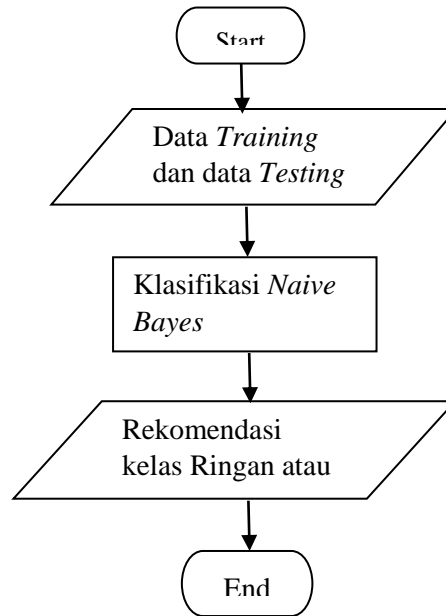 Start
Data Training
dan data Testing
Klasifikasi Naive
Bayes
Rekomendasi
kelas Ringan atau
End